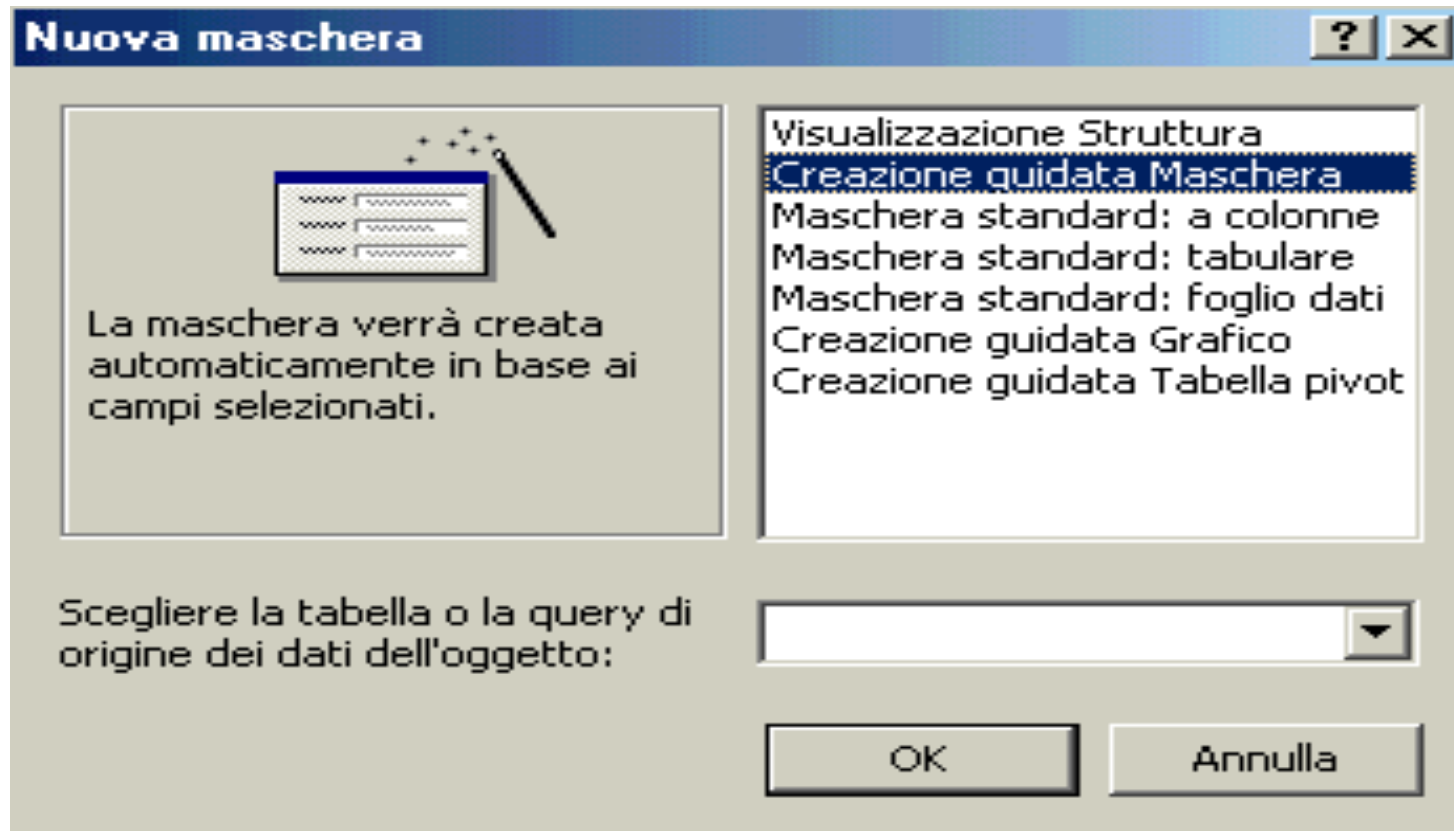 Nuova maschera
La maschera verrà creata
automaticamente in base ai
campi selezionati.
Visualizzazione Struttura
Creazione guidata Maschera
Maschera standard: a colonne
Maschera standard: tabulare
Maschera standard: foglio dati
Creazione guidata Grafico
Creazione guidata Tabella pivot
Scegliere la tabella o la query di
origine dei dati dell'oggetto:
OK
Annulla